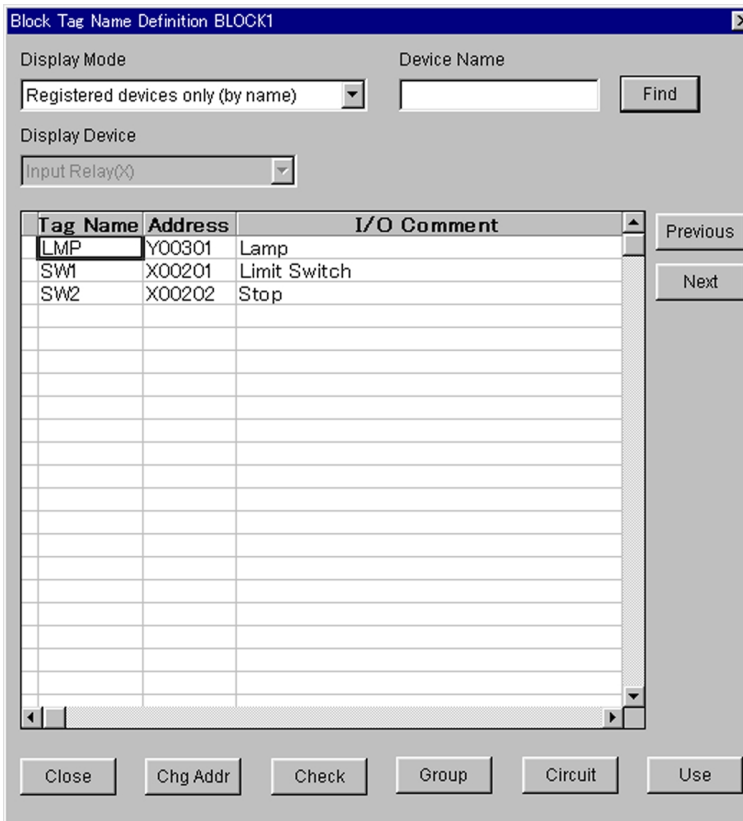 Block Tag Name Definition BLOCK1
Display Mode
Device Name
Registered devices only (by name)
Find
Display Device
Input Relay(X)
Tag Name Address I/O Comment
Previous
LMP Y00301 Lamp
SW1 X00201 Limit Switch
Next
SW2 X00202 Stop
Close Chg Addr Check Group Circuit Use